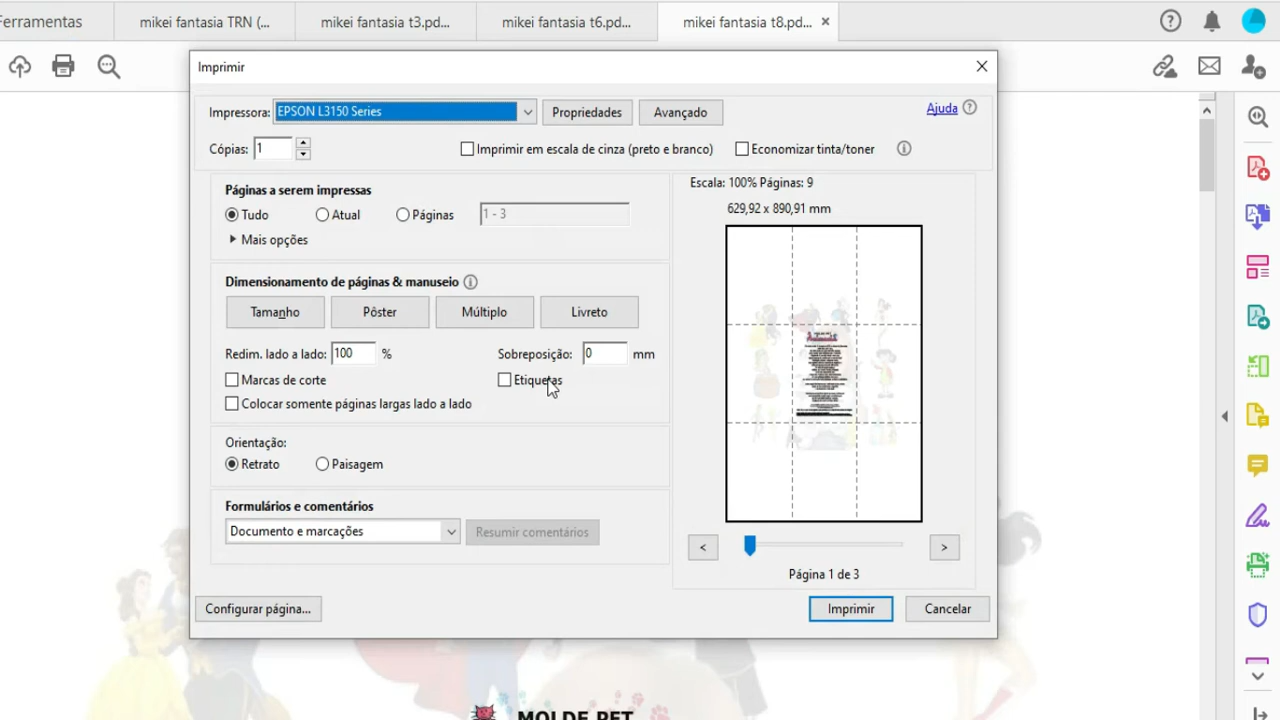 Ferramentas
mikei fantasia TRN (...
mikei fantasia t3.pd...
mikei fantasia t6.pd...
mikei fantasia t8.pd... ×
Imprimir
Impressora: EPSON L3150 Series
Propriedades
Avançado
Ajuda
Cópias: 1
Imprimir em escala de cinza (preto e branco)
Economizar tinta/toner
Páginas a serem impressas
Tudo
Atual
Páginas
1 - 3
Mais opções
Dimensionamento de páginas & manuseio
Tamanho
Pôster
Múltiplo
Livreto
Redim. lado a lado: 100 %
Sobreposição: 0 mm
Marcas de corte
Etiquetas
Colocar somente páginas largas lado a lado
Orientação:
Retrato
Paisagem
Formulários e comentários
Documento e marcações
Resumir comentários
Escala: 100% Páginas: 9
629,92 x 890,91 mm
<
>
Página 1 de 3
Configurar página...
Imprimir
Cancelar
MOLDE PET